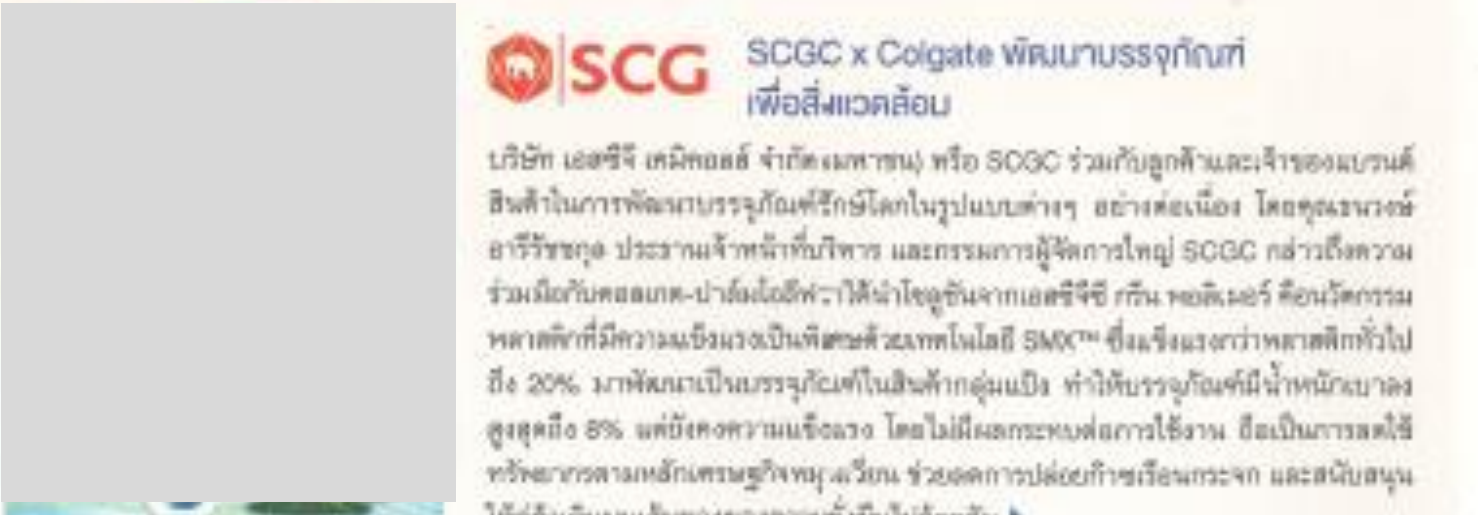 SCG
SCGC x Colgate พัฒนาบรรจุภัณฑ์
เพื่อสิ่งแวดล้อม
บริษัท เอสซีจี เคมิคอลส์ จำกัด (มหาชน) หรือ SCGC ร่วมกับลูกค้าและเจ้าของแบรนด์
สินค้าในการพัฒนาบรรจุภัณฑ์รักษ์โลกในรูปแบบต่างๆ อย่างต่อเนื่อง โดยคุณธนวงษ์
อารีรัชชกุล ประธานเจ้าหน้าที่บริหาร และกรรมการผู้จัดการใหญ่ SCGC กล่าวถึงความ
ร่วมมือกับคอลเกต-ปาล์มโอลีฟว่าได้นำโซลูชันจากเอสซีจีซี กรีน พอลิเมอร์ คือนวัตกรรม
พลาสติกที่มีความแข็งแรงเป็นพิเศษด้วยเทคโนโลยี SMX™ ซึ่งแข็งแรงกว่าพลาสติกทั่วไป
ถึง 20% มาพัฒนาเป็นบรรจุภัณฑ์ในสินค้ากลุ่มแป้ง ทำให้บรรจุภัณฑ์มีน้ำหนักเบาลง
สูงสุดถึง 8% แต่ยังคงความแข็งแรง โดยไม่มีผลกระทบต่อการใช้งาน ถือเป็นการลดใช้
ทรัพยากรตามหลักเศรษฐกิจหมุนเวียน ช่วยลดการปล่อยก๊าซเรือนกระจก และสนับสนุน